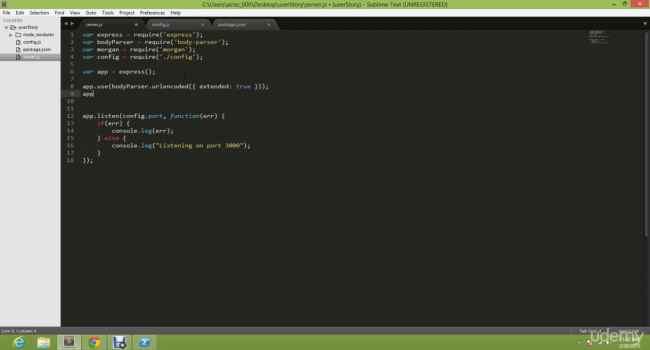 C:\Users\airso_000\Desktop\userStory\server.js • (userStory) - Sublime Text (UNREGISTERED)
File Edit Selection Find View Goto Tools Project Preferences Help
FOLDERS
userStory
node_modules
config.js
package.json
server.js
server.js
config.js
package.json
1 var express = require('express');
2 var bodyParser = require('body-parser');
3 var morgan = require('morgan');
4 var config = require('./config');
5
6 var app = express();
7
8 app.use(bodyParser.urlencoded({ extended: true }));
9 app
10
11
12 app.listen(config.port, function(err) {
13 if(err) {
14 console.log(err);
15 } else {
16 console.log("Listening on port 3000");
17 }
18 });
Line 9, Column 4
Tab Size: 4
JavaScript
udemy